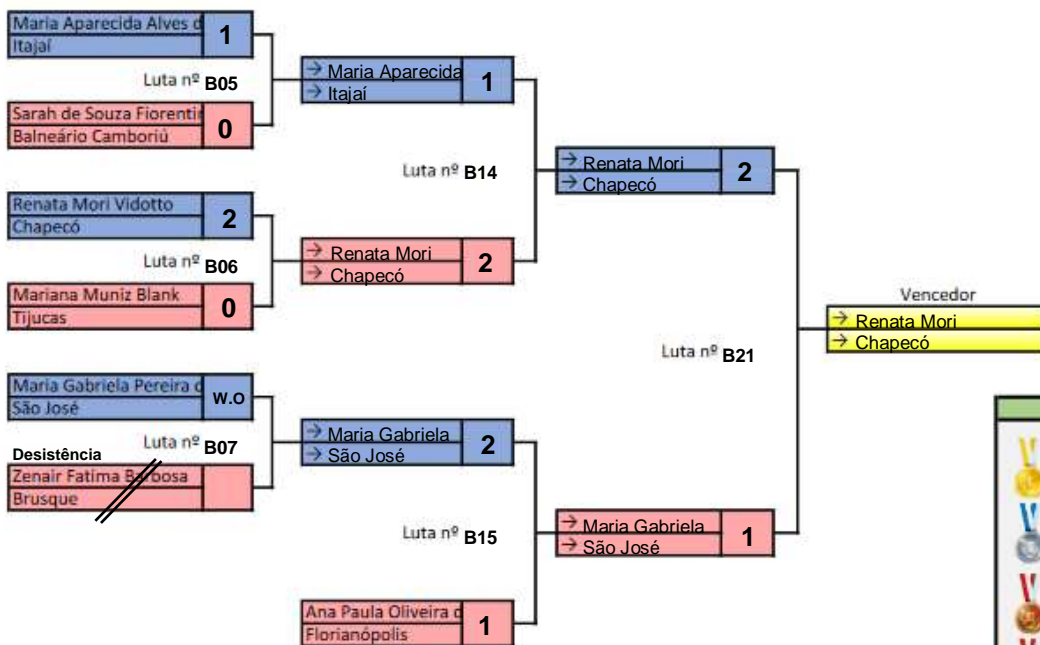 Maria Aparecida Alves d
Itajaí
1
Luta nº B05
Sarah de Souza Fiorentin
Balneário Camboriú
0
Renata Mori Vidotto
Chapecó
2
Luta nº B06
Mariana Muniz Blank
Tijucas
0
Maria Gabriela Pereira d
São José
W.O
Luta nº B07
Desistência
Zenair Fatima Barbosa
Brusque
→ Maria Aparecida
→ Itajaí
1
Luta nº B14
→ Renata Mori
→ Chapecó
2
→ Maria Gabriela
→ São José
2
Luta nº B15
Ana Paula Oliveira d
Florianópolis
1
→ Renata Mori
→ Chapecó
2
Luta nº B21
→ Maria Gabriela
→ São José
1
Vencedor
→ Renata Mori
→ Chapecó